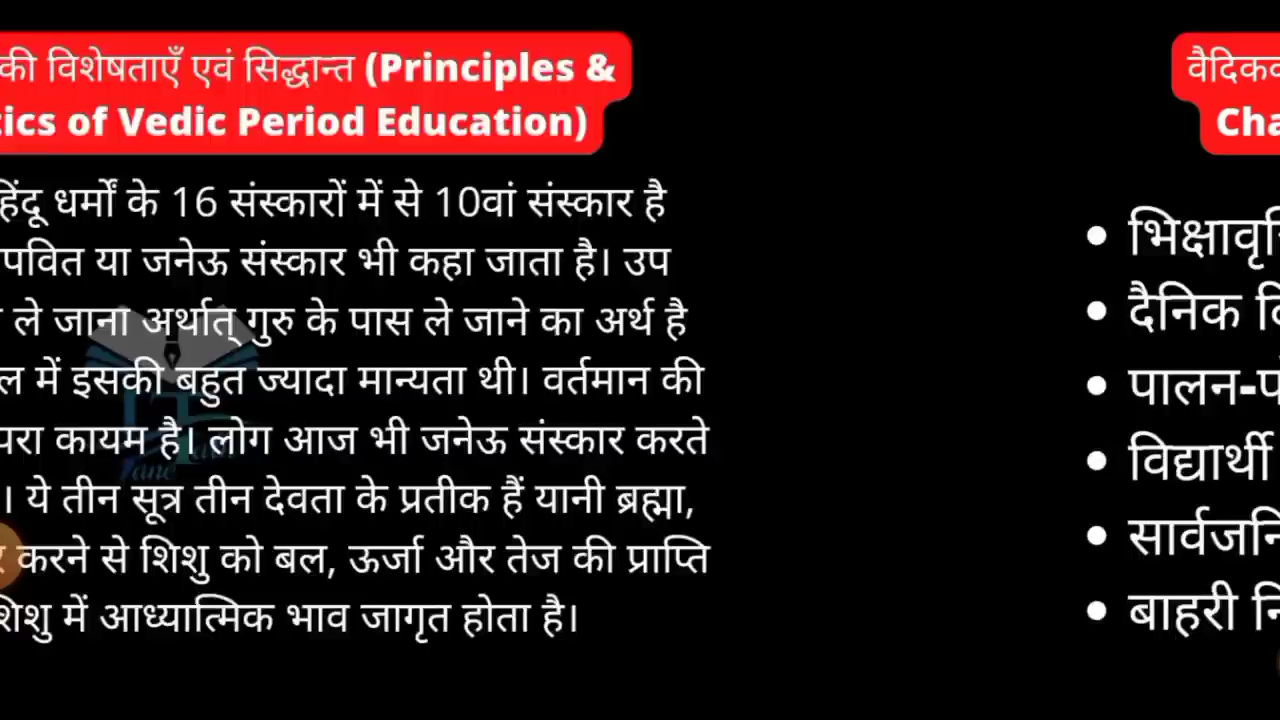 की विशेषताएँ एवं सिद्धान्त (Principles &
tics of Vedic Period Education)
हिंदू धर्मों के 16 संस्कारों में से 10वां संस्कार है
पवित या जनेऊ संस्कार भी कहा जाता है। उप
ले जाना अर्थात् गुरु के पास ले जाने का अर्थ है
ल में इसकी बहुत ज्यादा मान्यता थी। वर्तमान की
परा कायम है। लोग आज भी जनेऊ संस्कार करते
। ये तीन सूत्र तीन देवता के प्रतीक हैं यानी ब्रह्मा,
करने से शिशु को बल, ऊर्जा और तेज की प्राप्ति
शिशु में आध्यात्मिक भाव जागृत होता है।
वैदिक
Cha
• भिक्षावृ
• दैनिक
• पालन-प
• विद्यार्थी
• सार्वजनि
• बाहरी नि